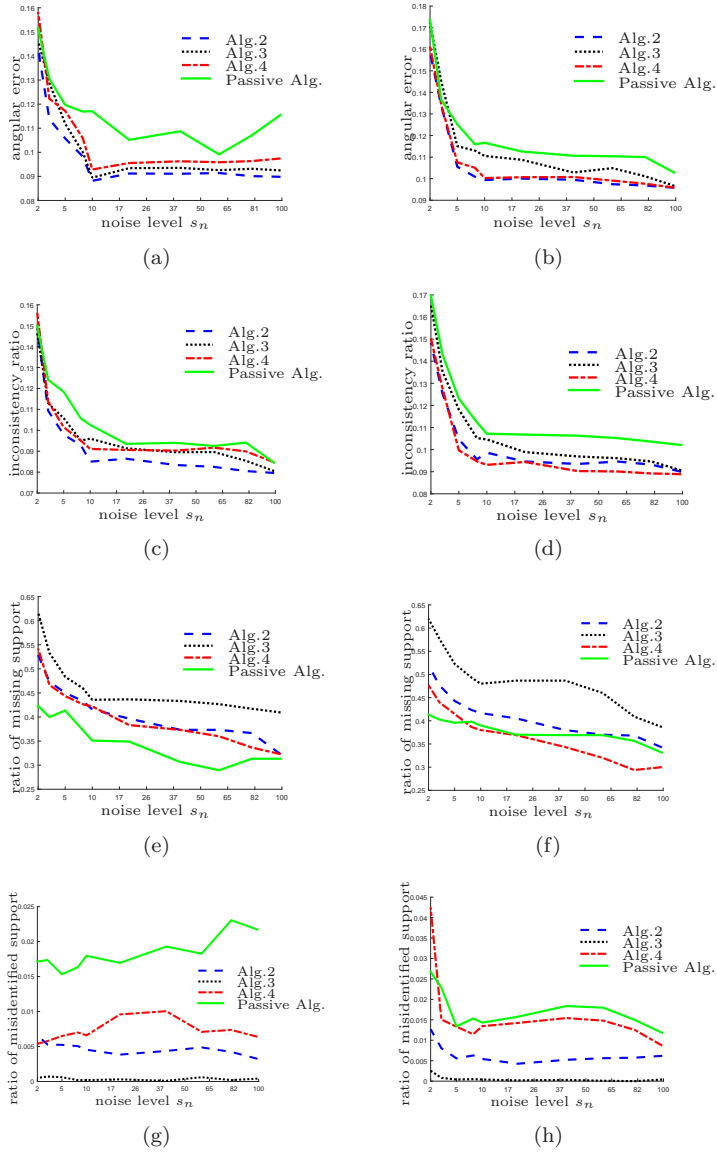 0.16
0.15
0.14
0.13
0.12
0.11
0.1
0.09
0.08
angular error
Alg.2
Alg.3
Alg.4
Passive Alg.
2 5 10 17 26 37 50 65 82 100
noise level s_n
(a)
0.18
0.17
0.16
0.15
0.14
0.13
0.12
0.11
0.1
0.09
angular error
Alg.2
Alg.3
Alg.4
Passive Alg.
2 5 10 17 26 37 50 65 82 100
noise level s_n
(b)
0.16
0.15
0.14
0.13
0.12
0.11
0.1
0.09
0.08
0.07
inconsistency ratio
Alg.2
Alg.3
Alg.4
Passive Alg.
2 5 10 17 26 37 50 65 82 100
noise level s_n
(c)
0.17
0.16
0.15
0.14
0.13
0.12
0.11
0.1
0.09
0.08
inconsistency ratio
Alg.2
Alg.3
Alg.4
Passive Alg.
2 5 10 17 26 37 50 65 82 100
noise level s_n
(d)
0.65
0.6
0.55
0.5
0.45
0.4
0.35
0.3
0.25
ratio of missing support
Alg.2
Alg.3
Alg.4
Passive Alg.
2 5 10 17 26 37 50 65 82 100
noise level s_n
(e)
0.65
0.6
0.55
0.5
0.45
0.4
0.35
0.3
0.25
ratio of missing support
Alg.2
Alg.3
Alg.4
Passive Alg.
2 5 10 17 26 37 50 65 82 100
noise level s_n
(f)
0.025
0.02
0.015
0.01
0.005
0
ratio of misidentified support
Alg.2
Alg.3
Alg.4
Passive Alg.
2 5 10 17 26 37 50 65 82 100
noise level s_n
(g)
0.045
0.04
0.035
0.03
0.025
0.02
0.015
0.01
0.005
0
ratio of misidentified support
Alg.2
Alg.3
Alg.4
Passive Alg.
2 5 10 17 26 37 50 65 82 100
noise level s_n
(h)